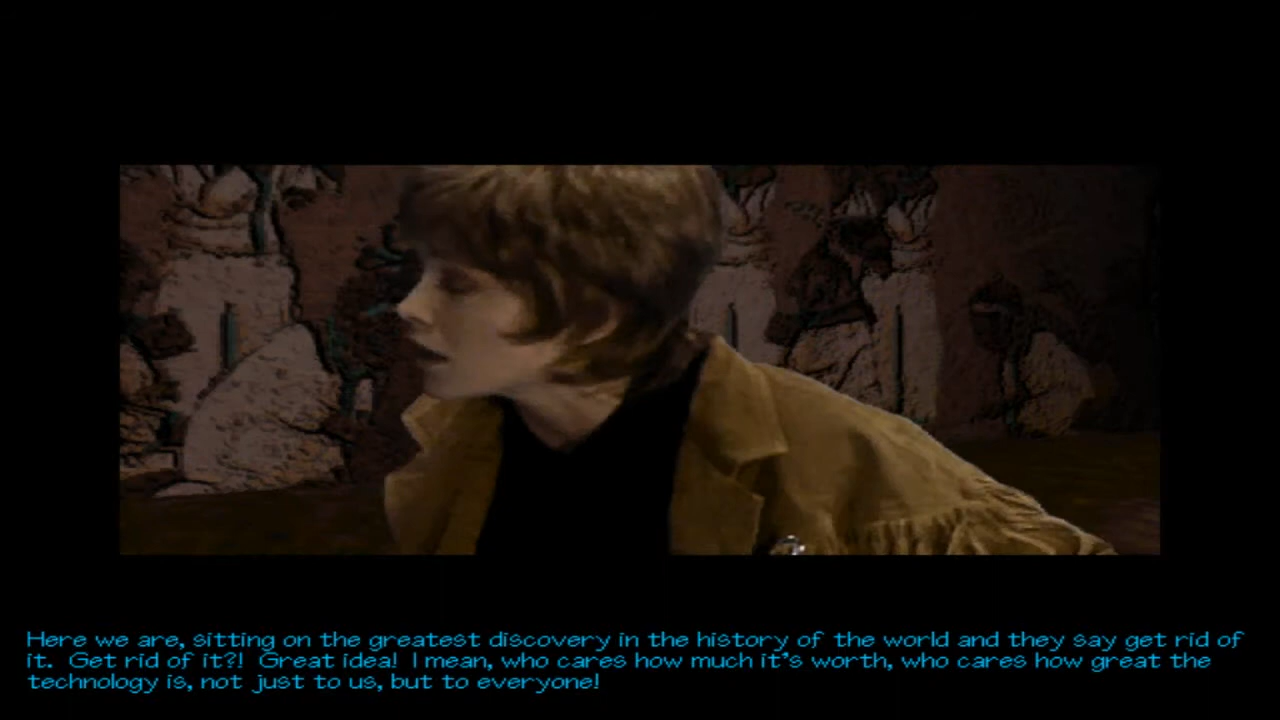 Here we are, sitting on the greatest discovery in the history of the world and they say get rid of
it.  Get rid of it?!  Great idea!  I mean, who cares how much it's worth, who cares how great the
technology is, not just to us, but to everyone!